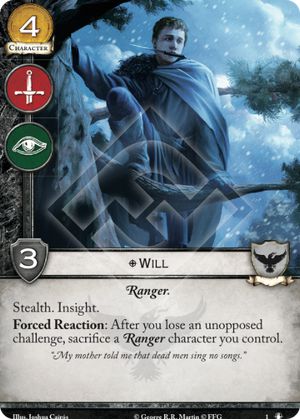 4
CHARACTER
3
WILL
Ranger.
Stealth. Insight.
Forced Reaction: After you lose an unopposed
challenge, sacrifice a Ranger character you control.
"My mother told me that dead men sing no songs."
Illus. Joshua Cairós
© George R.R. Martin © FFG
1